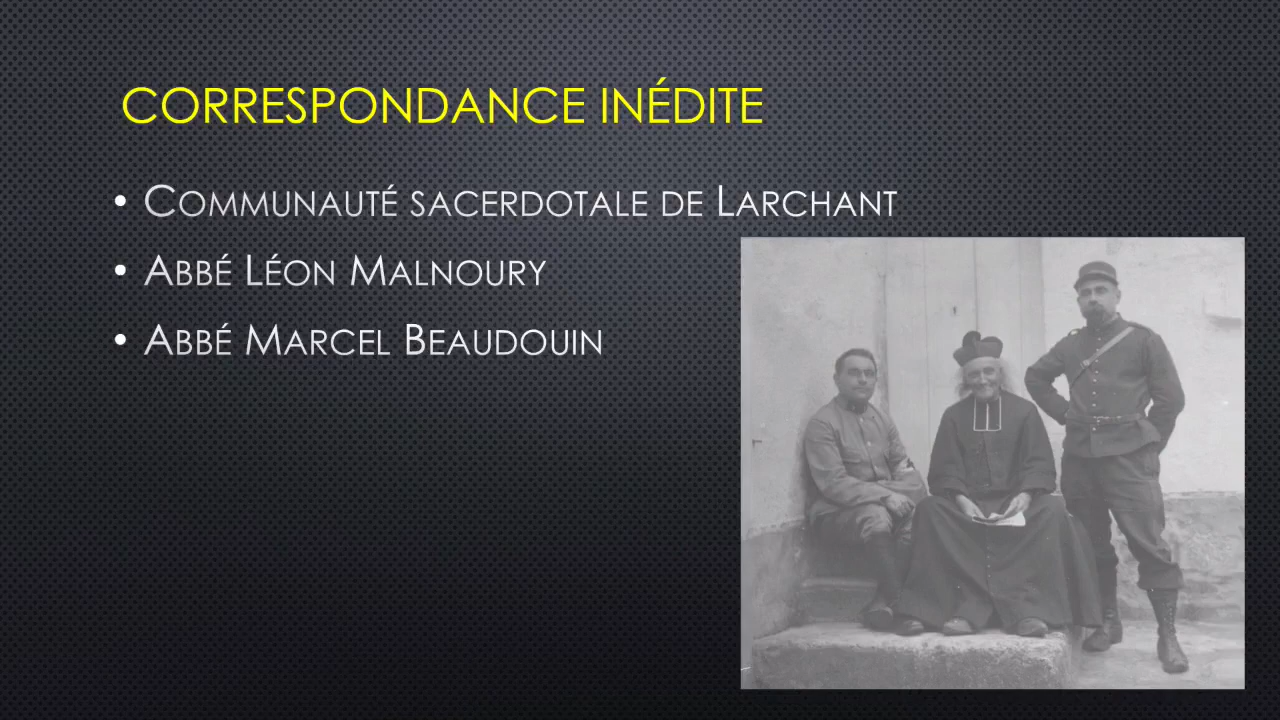 CORRESPONDANCE INÉDITE
• COMMUNAUTÉ SACERDOTALE DE LARCHANT
• ABBÉ LÉON MALNOURY
• ABBÉ MARCEL BEAUDOUIN